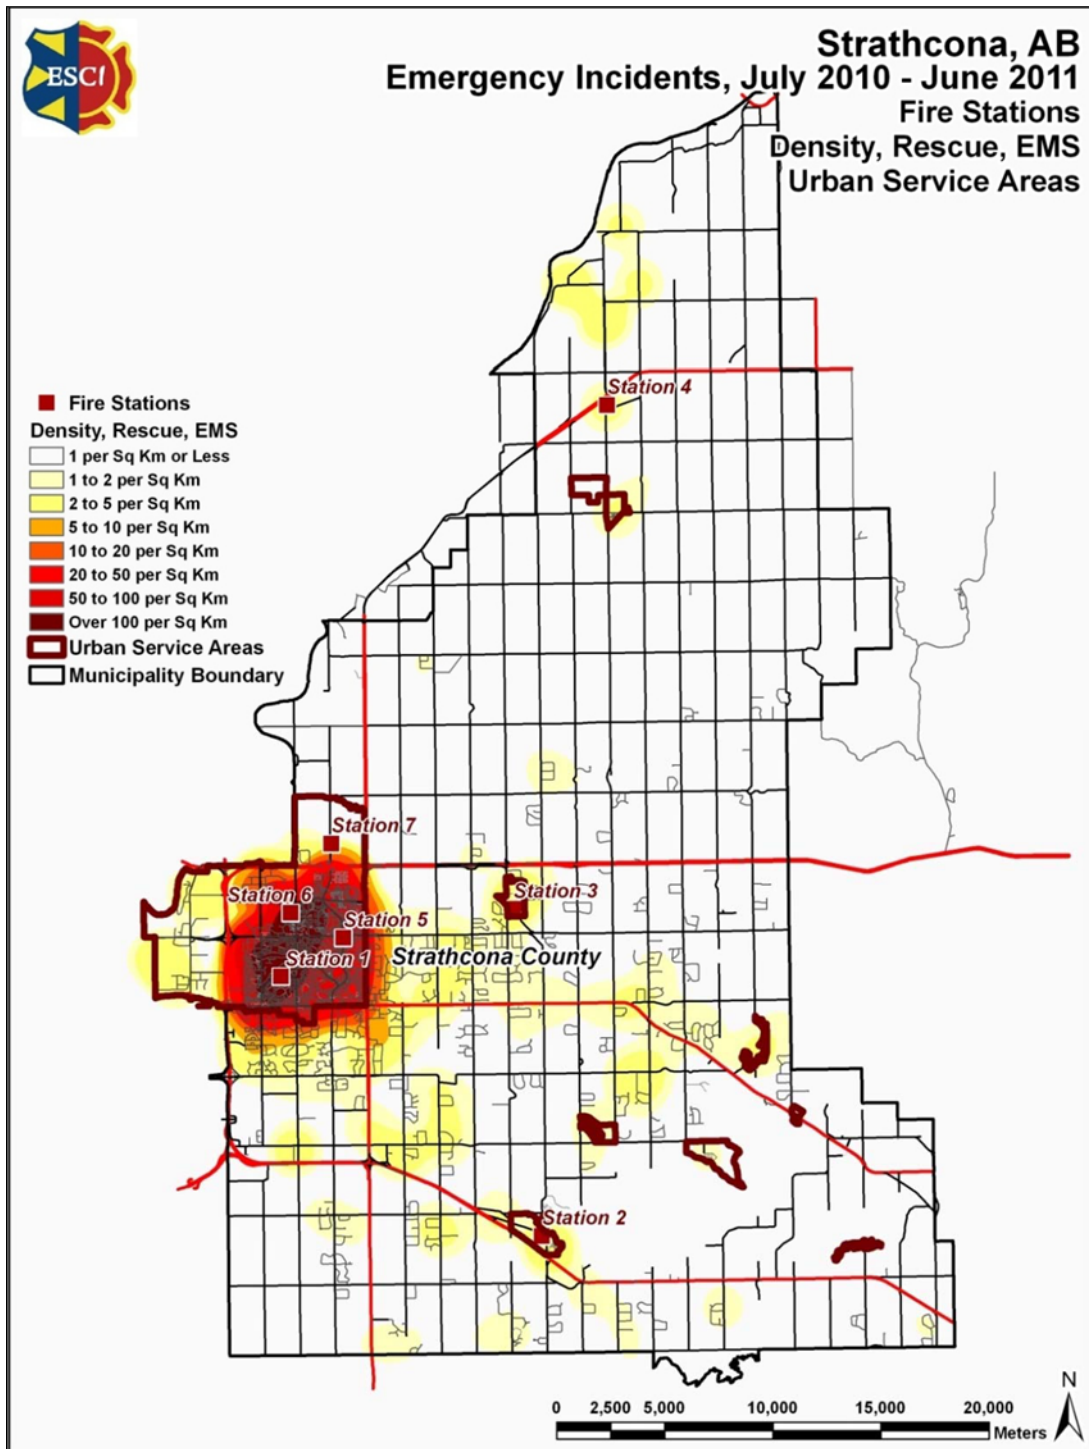 ESCI
Strathcona, AB
Emergency Incidents, July 2010 - June 2011
Fire Stations
Density, Rescue, EMS
Urban Service Areas
Station 4
Fire Stations
Density, Rescue, EMS
1 per Sq Km or Less
1 to 2 per Sq Km
2 to 5 per Sq Km
5 to 10 per Sq Km
10 to 20 per Sq Km
20 to 50 per Sq Km
50 to 100 per Sq Km
Over 100 per Sq Km
Urban Service Areas
Municipality Boundary
Station 7
Station 6
Station 3
Station 5
Station 1
Strathcona County
Station 2
N
0 2,500 5,000 10,000 15,000 20,000
Meters